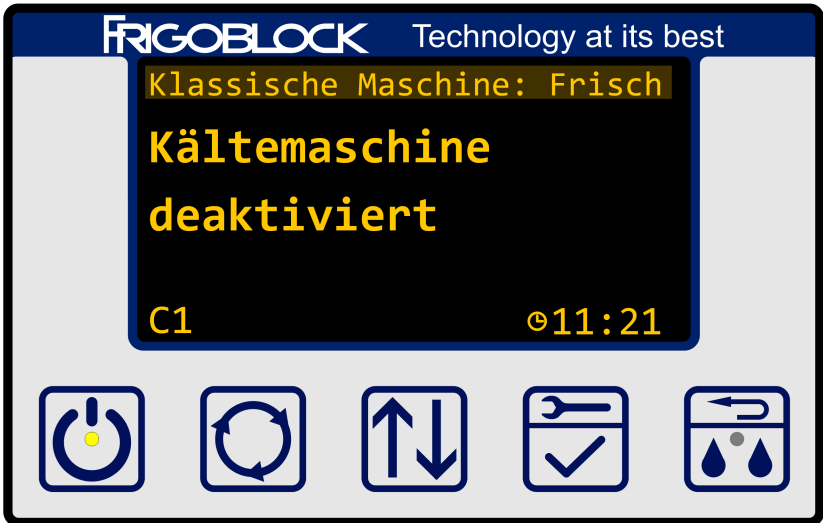 FRIGOBLOCK Technology at its best
Klassische Maschine: Frisch
Kältemaschine
deaktiviert
C1 11:21